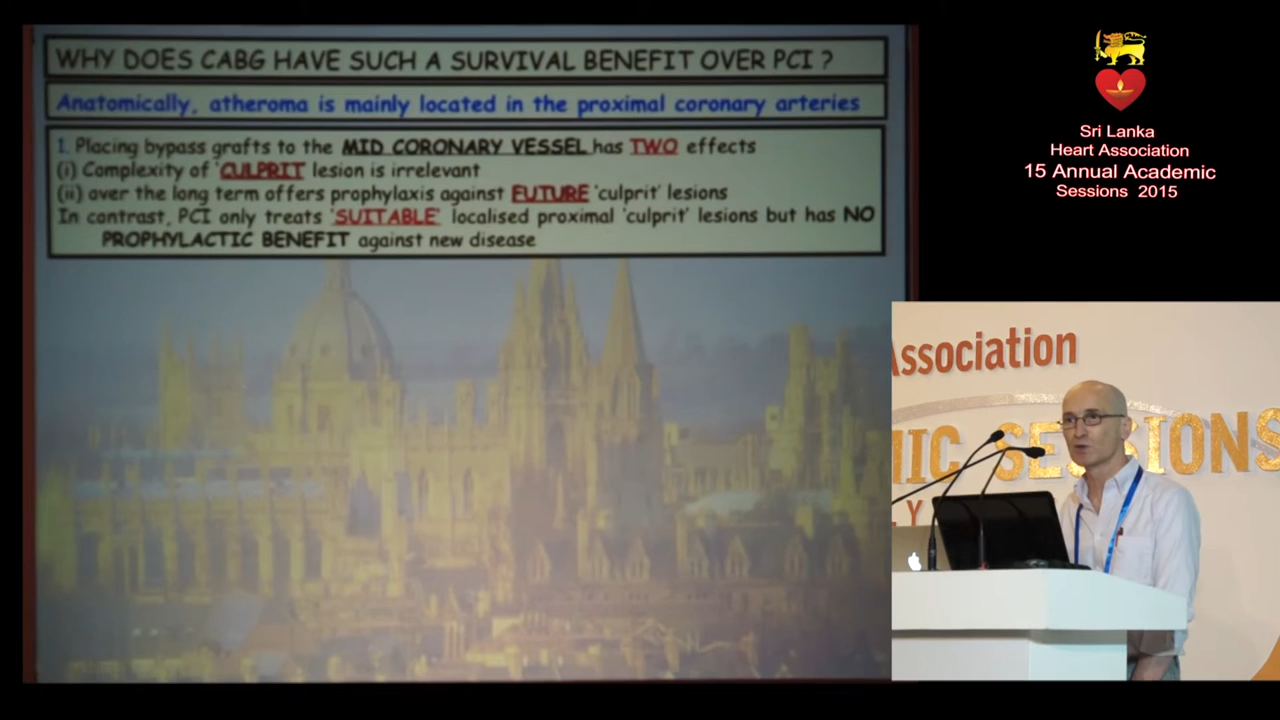 WHY DOES CABG HAVE SUCH A SURVIVAL BENEFIT OVER PCI ?
Anatomically, atheroma is mainly located in the proximal coronary arteries
1. Placing bypass grafts to the MID CORONARY VESSEL has TWO effects
(i) Complexity of 'CULPRIT' lesion is irrelevant
(ii) over the long term offers prophylaxis against FUTURE 'culprit' lesions
In contrast, PCI only treats 'SUITABLE' localised proximal 'culprit' lesions but has NO
PROPHYLACTIC BENEFIT against new disease
Sri Lanka
Heart Association
15 Annual Academic
Sessions 2015
Association
MIC SESSIONS
LY